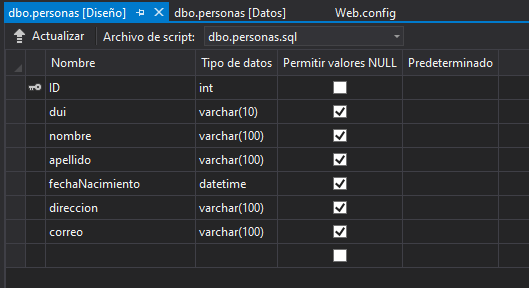 dbo.personas [Diseño] dbo.personas [Datos] Web.config
Actualizar Archivo de script: dbo.personas.sql
Nombre Tipo de datos Permitir valores NULL Predeterminado
ID int
dui varchar(10)
nombre varchar(100)
apellido varchar(100)
fechaNacimiento datetime
direccion varchar(100)
correo varchar(100)